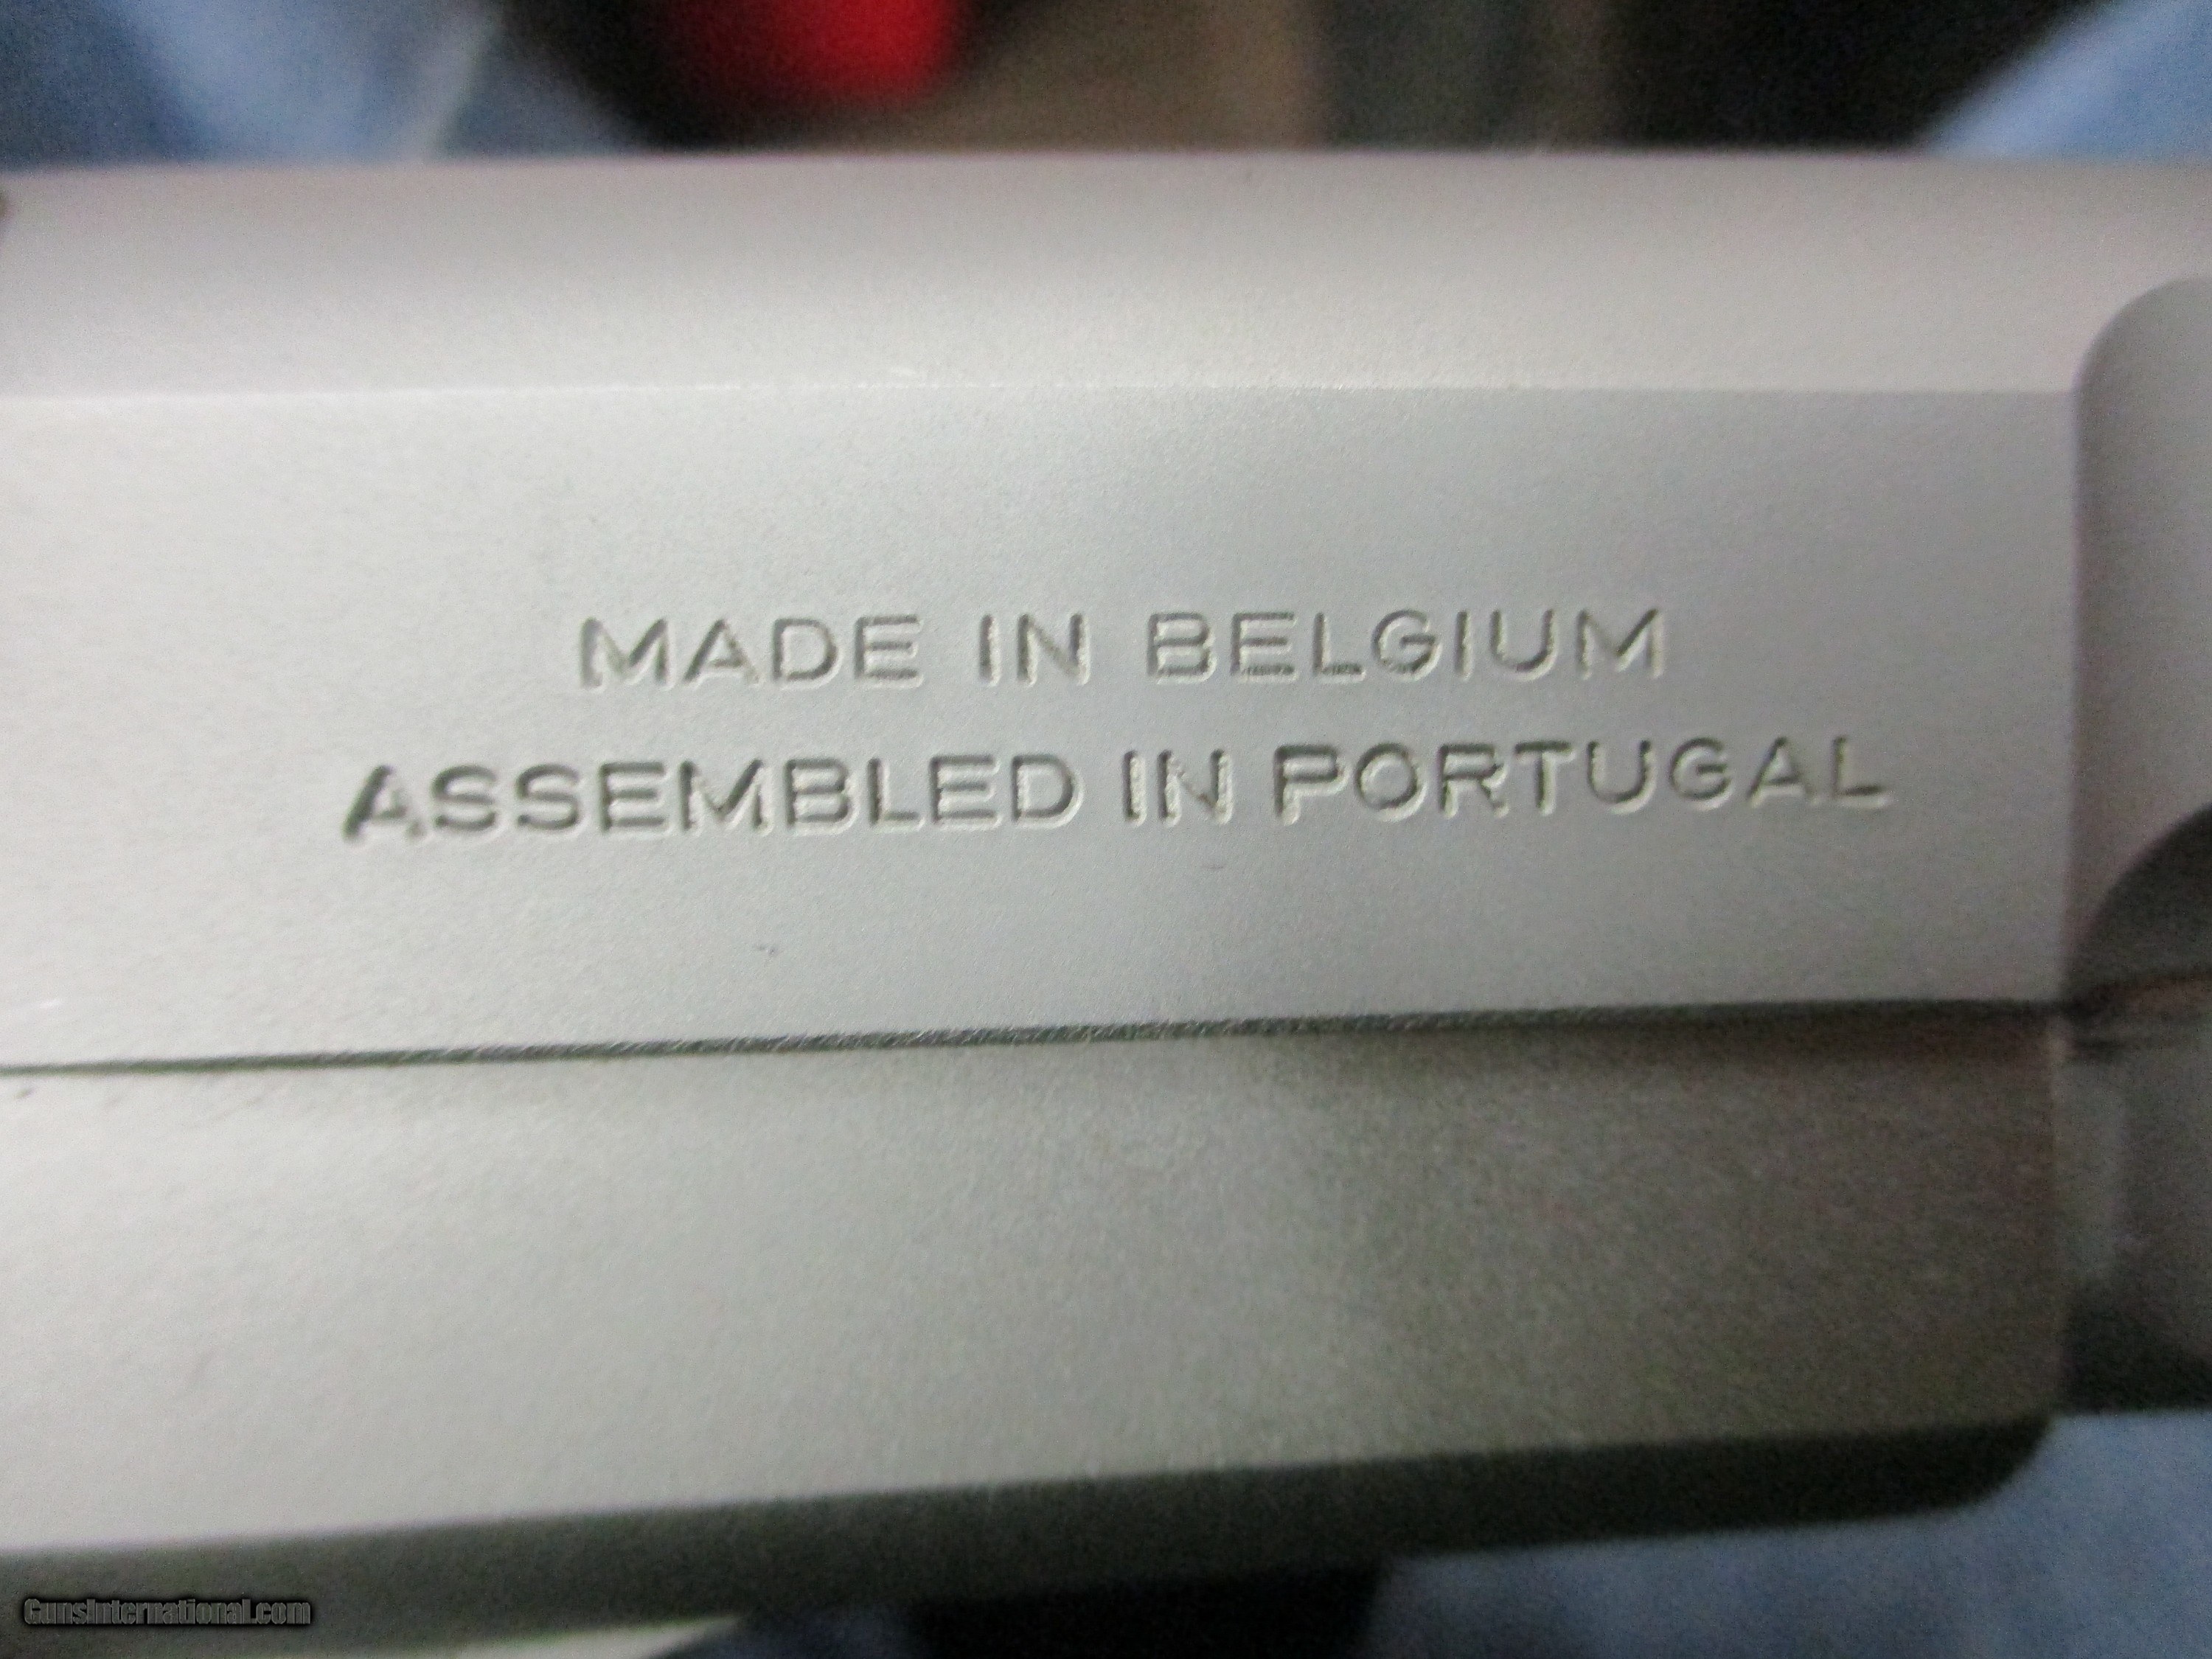 MADE IN BELGIUM
ASSEMBLED IN PORTUGAL
GunsInternational.com